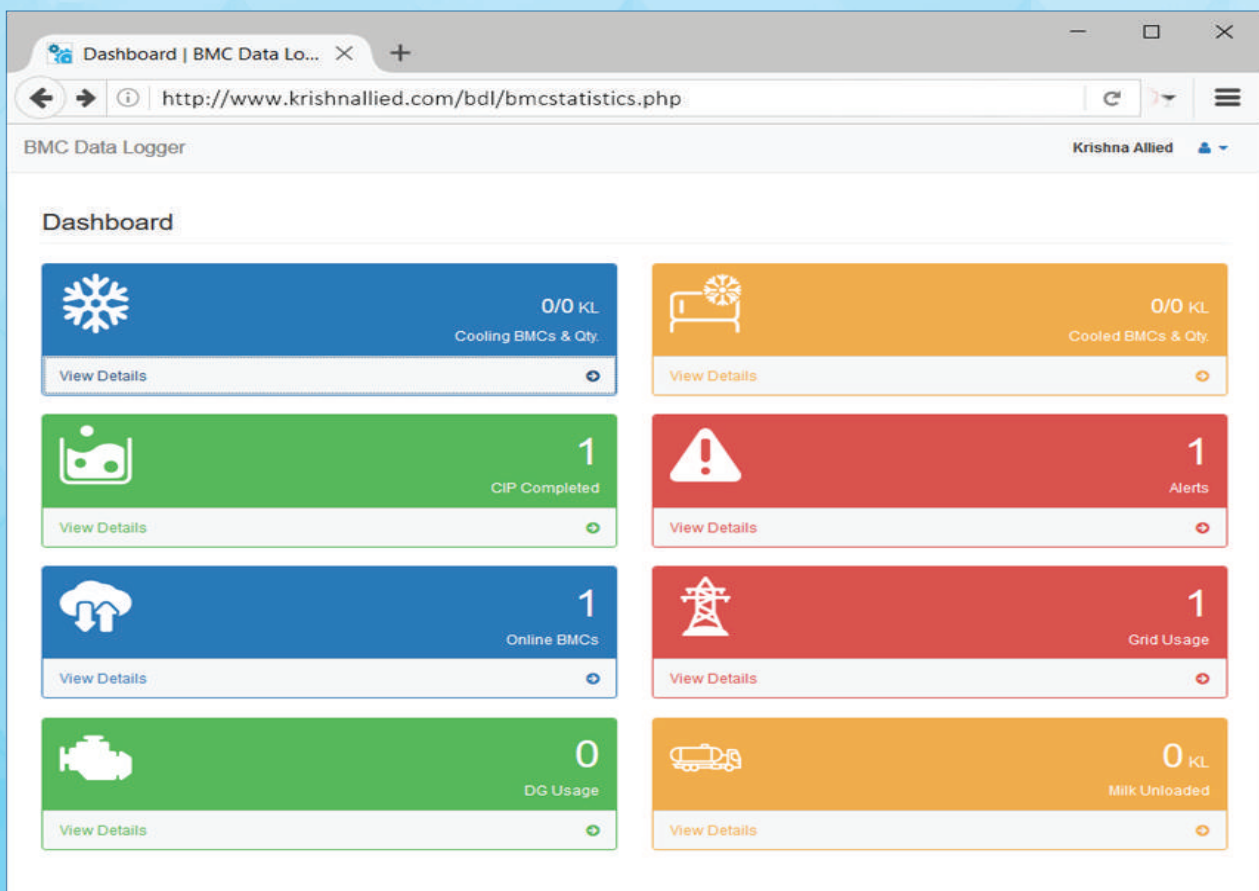 Dashboard | BMC Data Lo...
http://www.krishnallied.com/bdl/bmcstatistics.php
BMC Data Logger
Krishna Allied
Dashboard
0/0 KL
Cooling BMCs & Qty.
View Details
0/0 KL
Cooled BMCs & Qty.
View Details
1
CIP Completed
View Details
1
Alerts
View Details
1
Online BMCs
View Details
1
Grid Usage
View Details
0
DG Usage
View Details
0 KL
Milk Unloaded
View Details